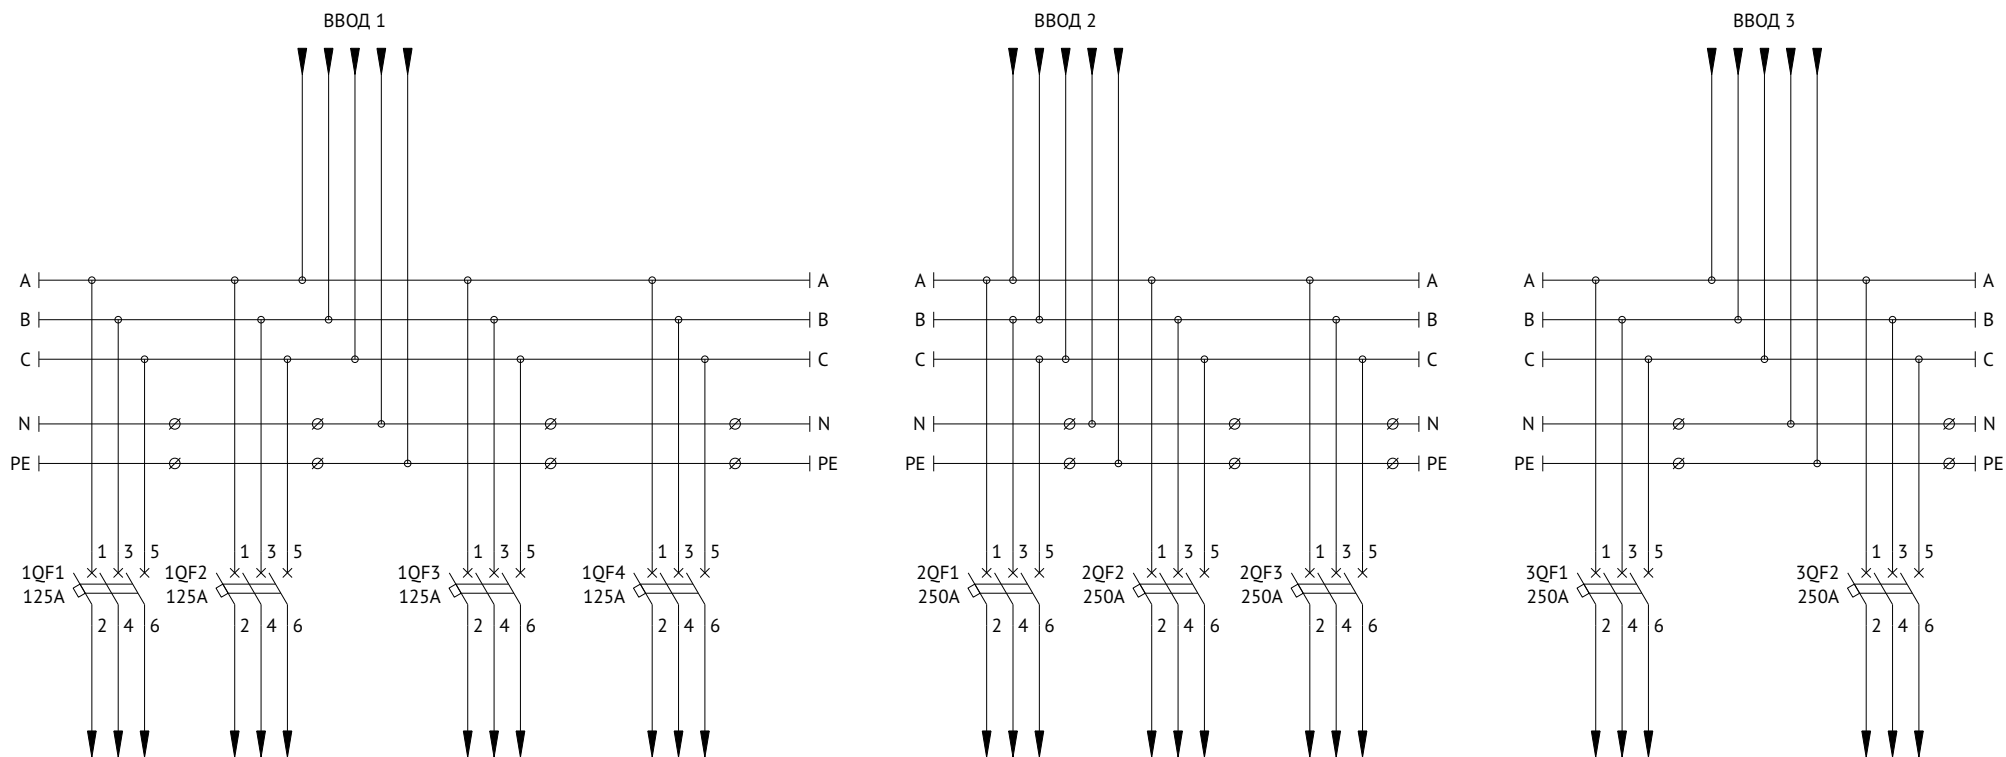 ВВОД 1 ВВОД 2 ВВОД 3
A A A A A A
B B B B B B
C C C C C C
N N N N N N
PE PE PE PE PE PE
1 3 5 1 3 5 1 3 5 1 3 5 1 3 5 1 3 5 1 3 5 1 3 5 1 3 5
1QF1 1QF2 1QF3 1QF4 2QF1 2QF2 2QF3 3QF1 3QF2
125A 125A 125A 125A 250A 250A 250A 250A 250A
2 4 6 2 4 6 2 4 6 2 4 6 2 4 6 2 4 6 2 4 6 2 4 6 2 4 6